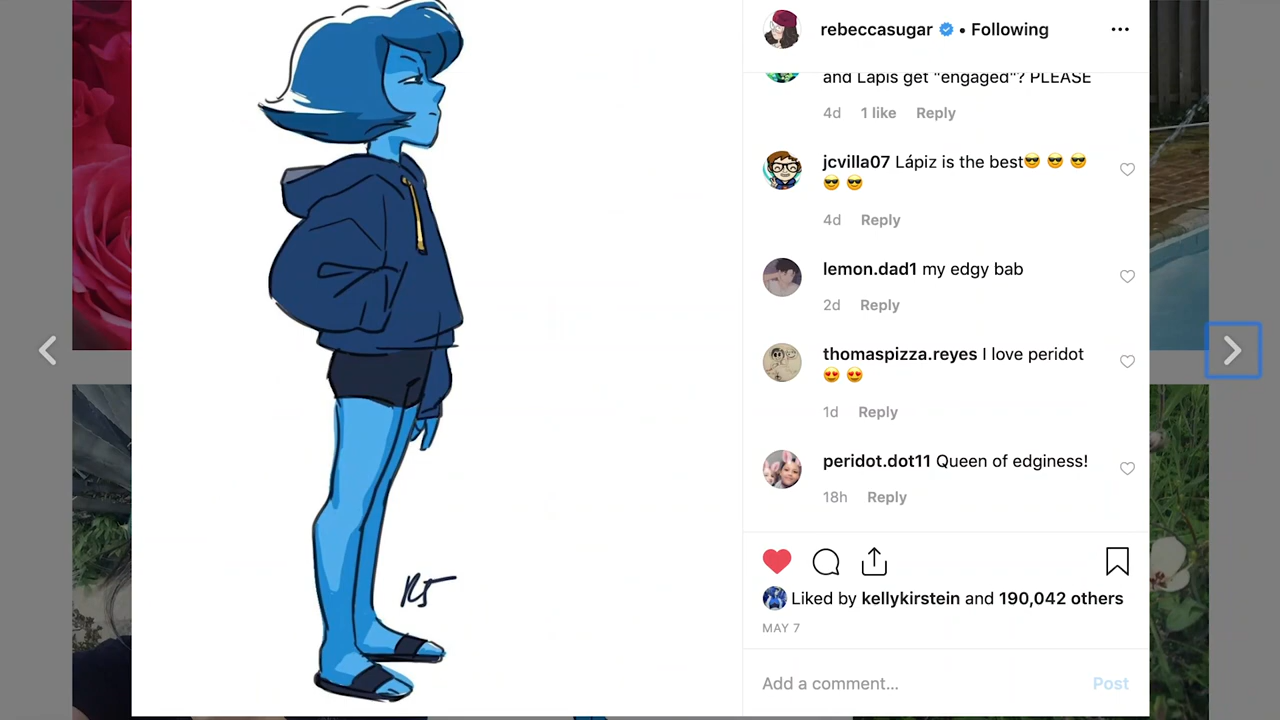 rebeccasugar • Following
and Lapis get "engaged"? PLEASE
4d 1 like Reply
jcvilla07 Lápiz is the best😎 😎 😎
😎 😎
4d Reply
lemon.dad1 my edgy bab
2d Reply
thomaspizza.reyes I love peridot
😍 😍
1d Reply
peridot.dot11 Queen of edginess!
18h Reply
RS
Liked by kellykirstein and 190,042 others
MAY 7
Add a comment... Post